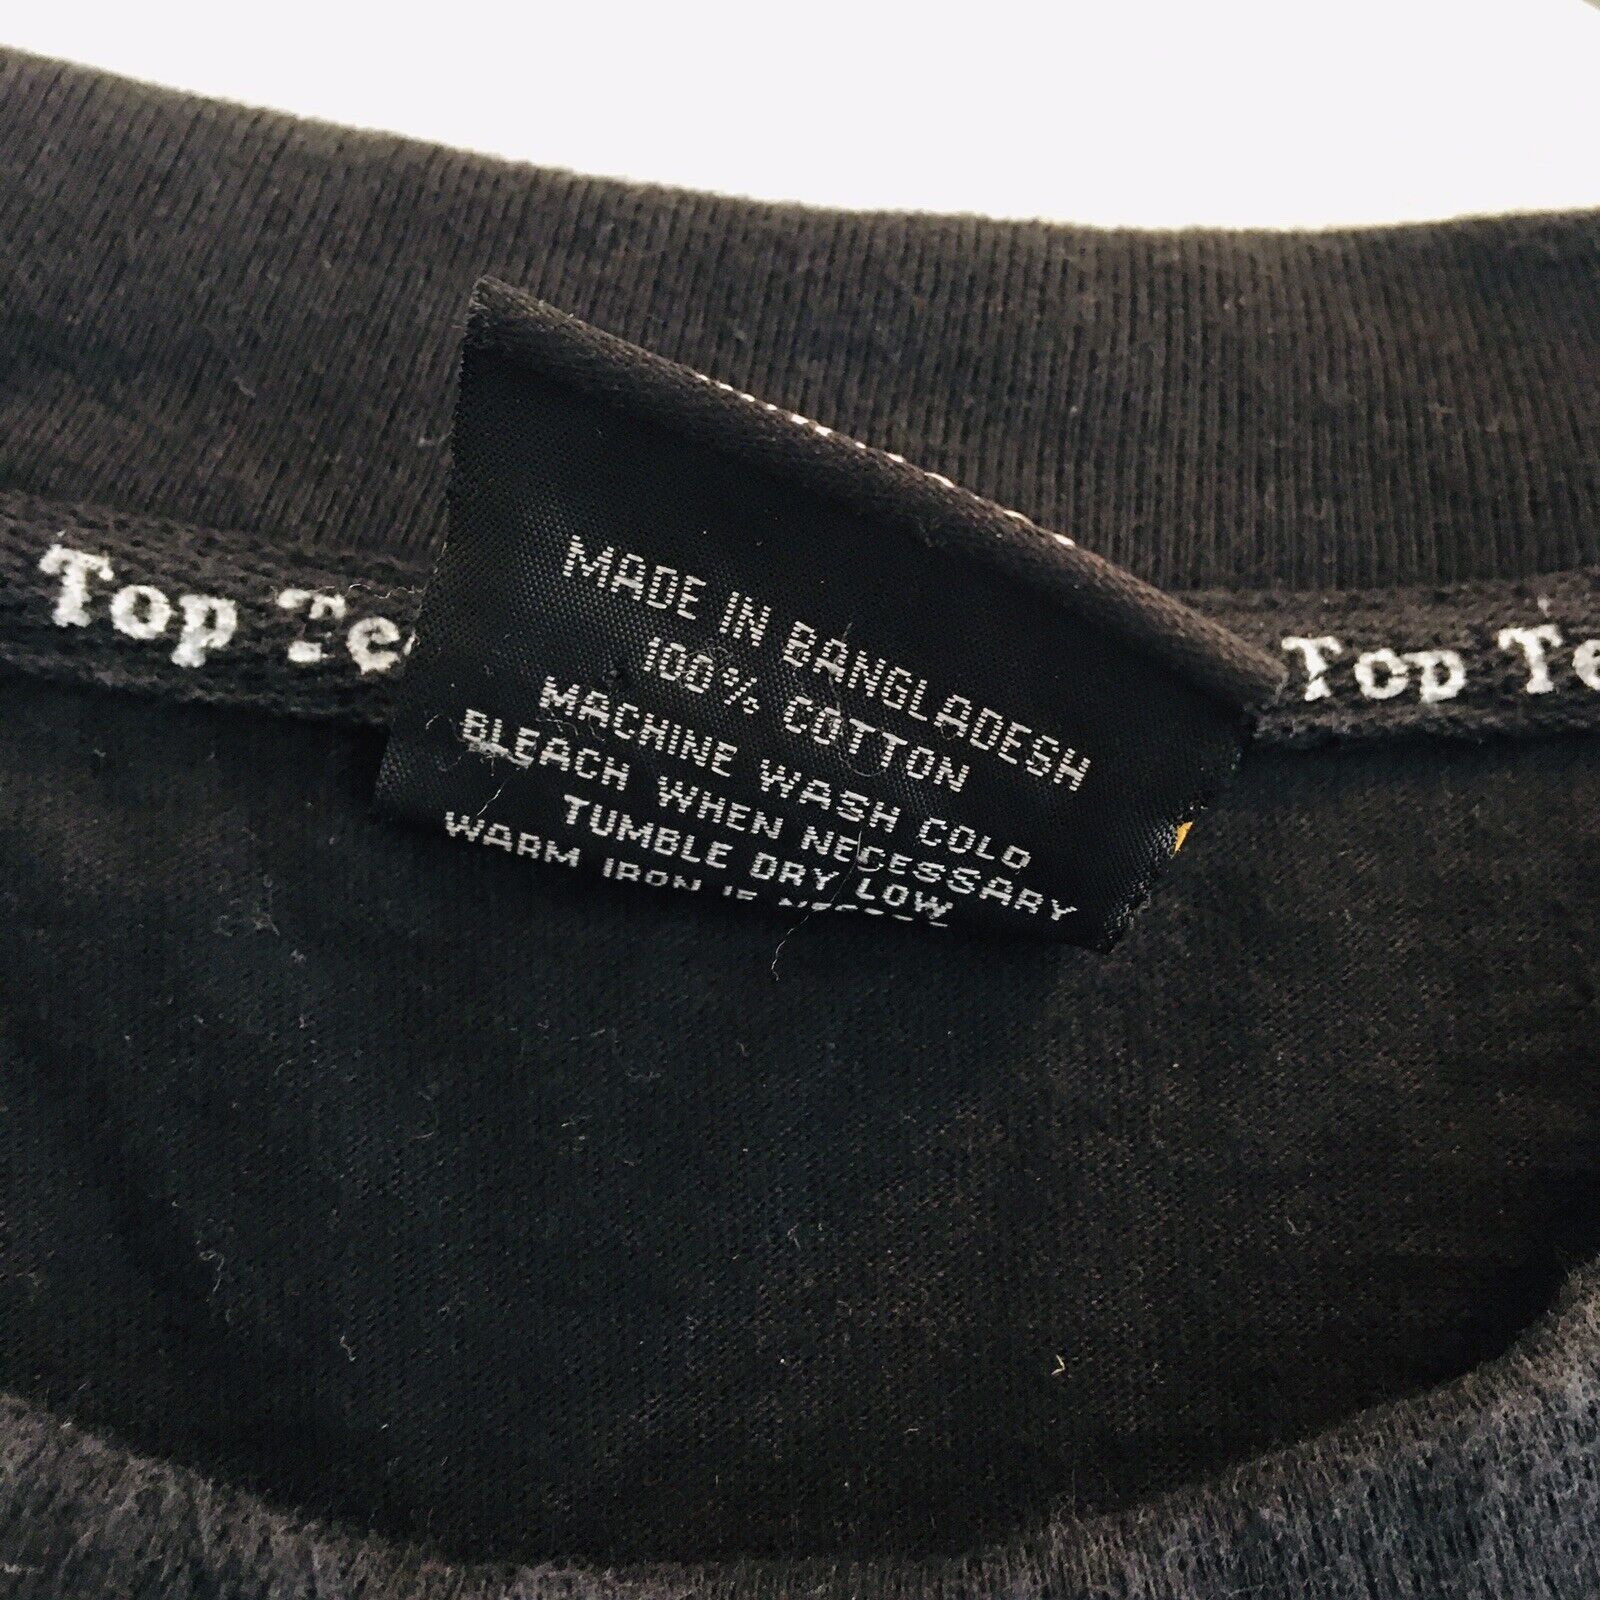 Top Te
Top Te
MADE IN BANGLADESH
100% COTTON
MACHINE WASH COLD
BLEACH WHEN NECESSARY
TUMBLE DRY LOW
WARM IRON IF